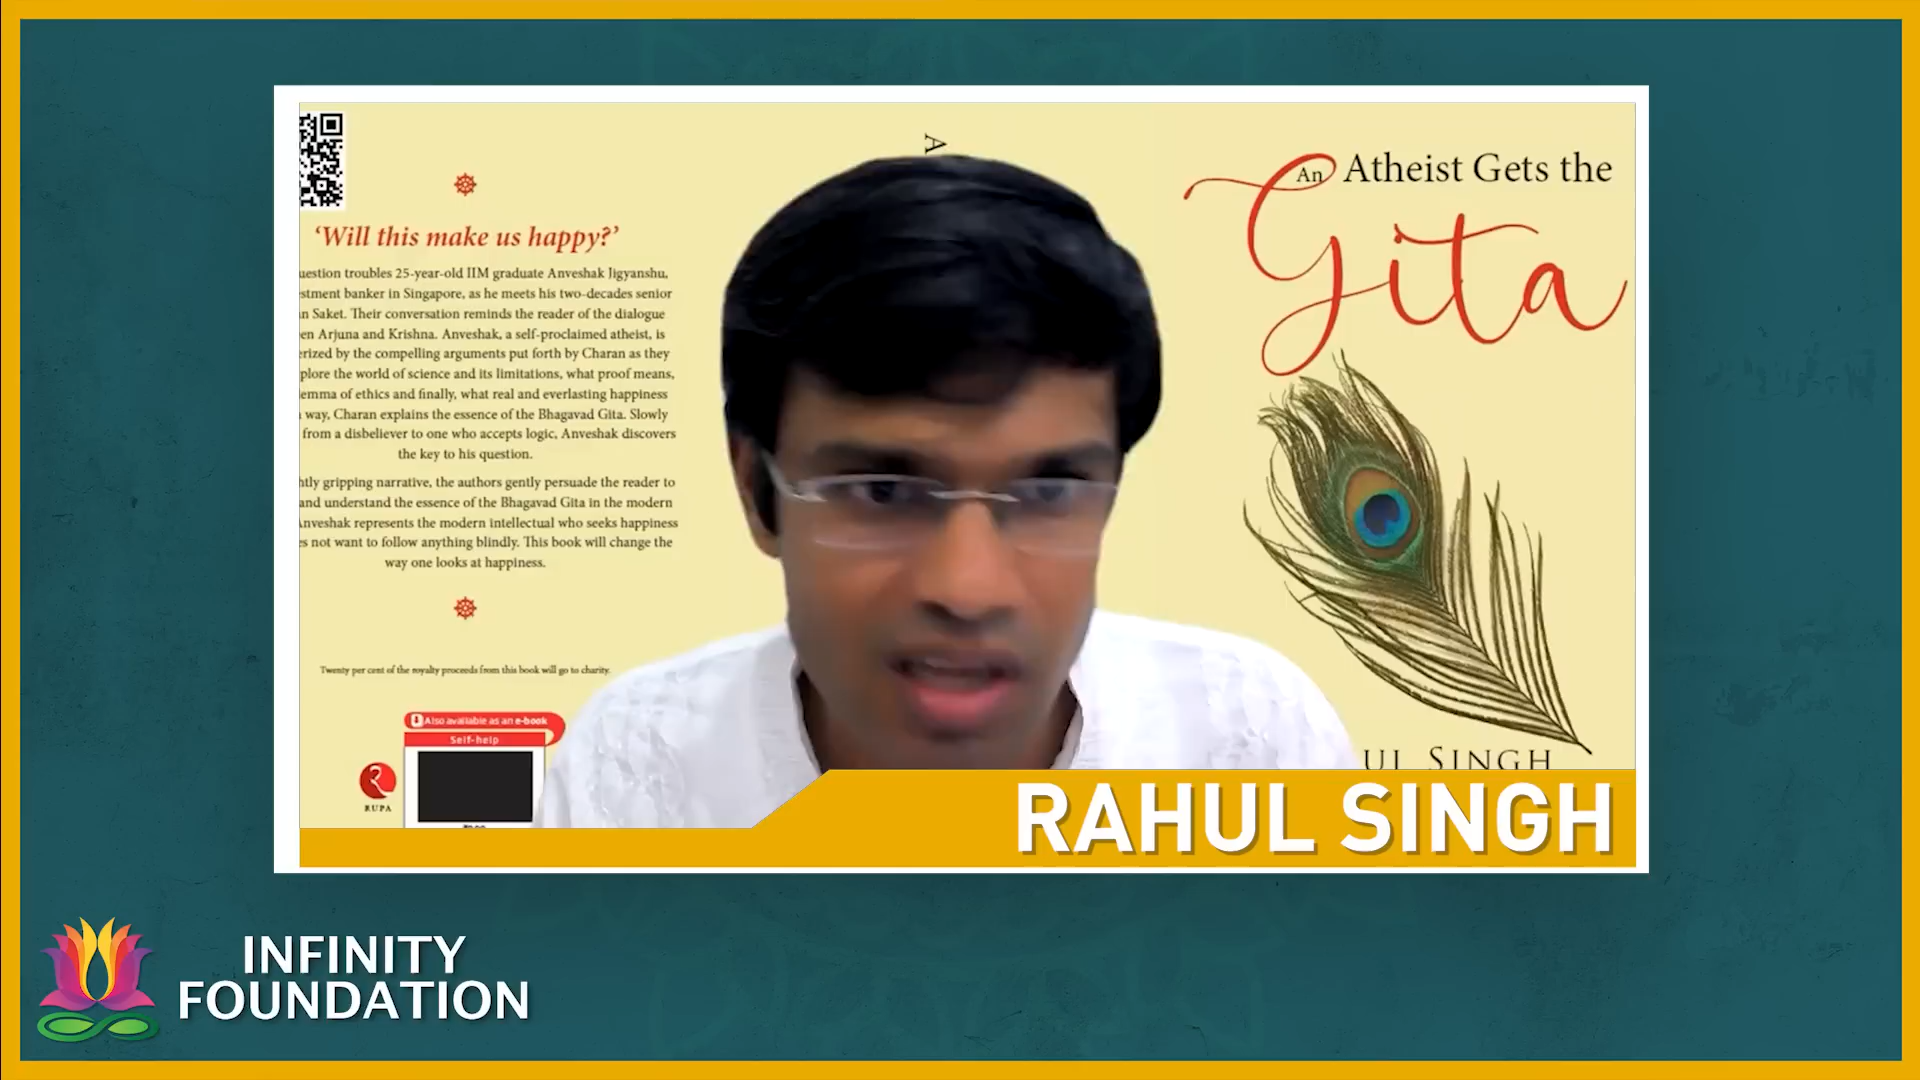 ‘Will this make us happy?’
uestion troubles 25-year-old IIM graduate Anveshak Jigyanshu,
stment banker in Singapore, as he meets his two-decades senior
n Saket. Their conversation reminds the reader of the dialogue
en Arjuna and Krishna. Anveshak, a self-proclaimed atheist, is
erized by the compelling arguments put forth by Charan as they
plore the world of science and its limitations, what proof means,
emma of ethics and finally, what real and everlasting happiness
way, Charan explains the essence of the Bhagavad Gita. Slowly
from a disbeliever to one who accepts logic, Anveshak discovers
the key to his question.
ntly gripping narrative, the authors gently persuade the reader to
and understand the essence of the Bhagavad Gita in the modern
Anveshak represents the modern intellectual who seeks happiness
es not want to follow anything blindly. This book will change the
way one looks at happiness.
Twenty per cent of the royalty proceeds from this book will go to charity.
Also available as an e-book
Self-help
RUPA
A
An Atheist Gets the
Gita
UL SINGH
RAHUL SINGH
INFINITY
FOUNDATION